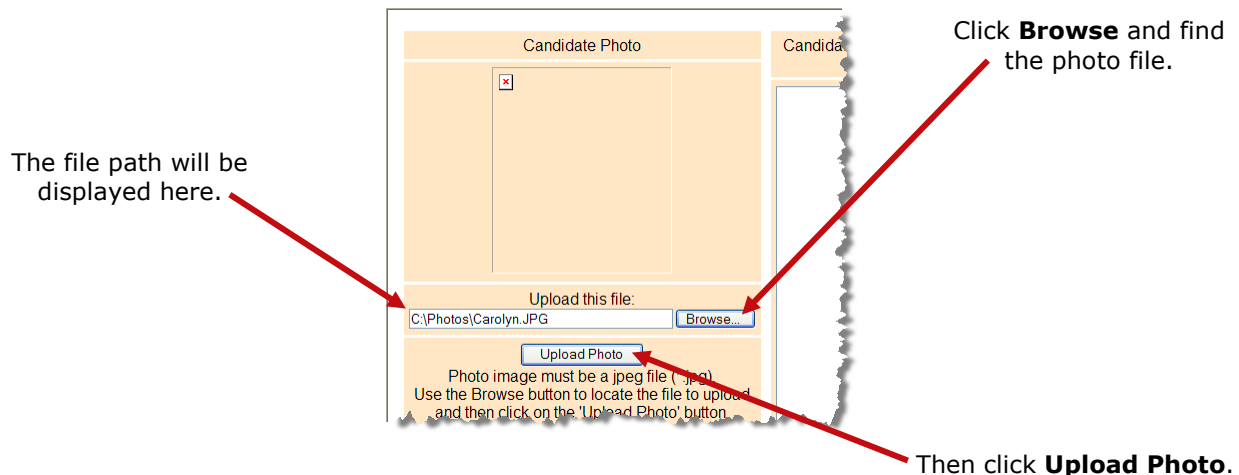 Click Browse and find
the photo file.
Candidate Photo
Candida
The file path will be
displayed here.
Upload this file:
C:\Photos\Carolyn.JPG
Browse...
Upload Photo
Photo image must be a jpeg file (*.jpg).
Use the Browse button to locate the file to upload
and then click on the 'Upload Photo' button.
Then click Upload Photo.